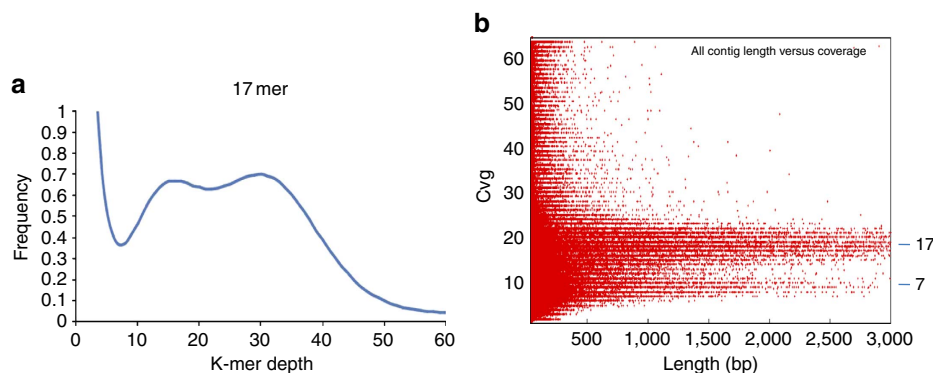 a
17 mer
Frequency
1
0.9
0.8
0.7
0.6
0.5
0.4
0.3
0.2
0.1
0
0 10 20 30 40 50 60
K-mer depth
b
All contig length versus coverage
Cvg
60
50
40
30
20
10
17
7
500 1,000 1,500 2,000 2,500 3,000
Length (bp)